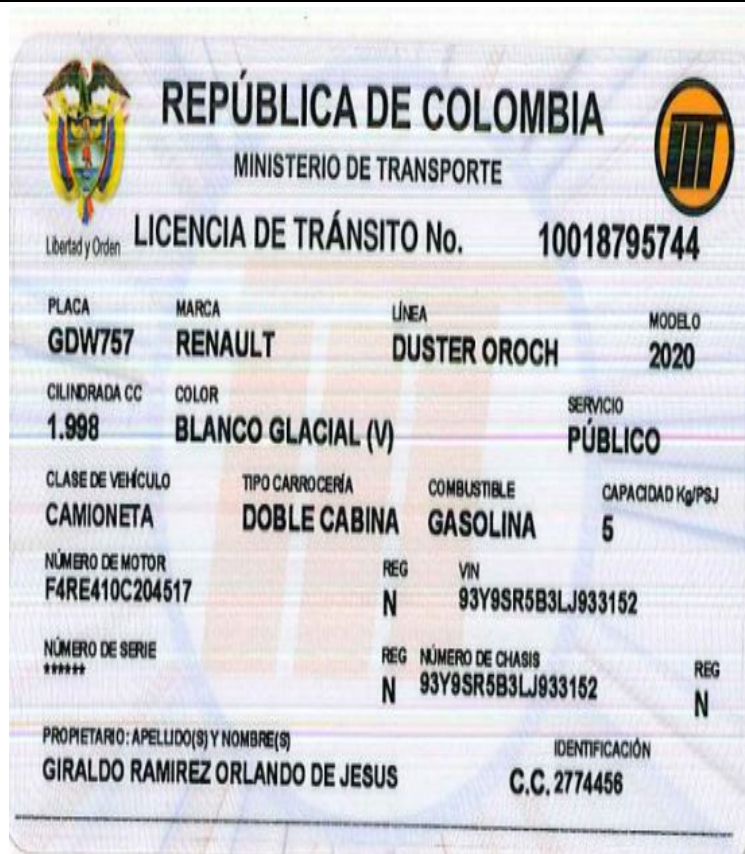 REPÚBLICA DE COLOMBIA
MINISTERIO DE TRANSPORTE
Libertad y Orden
LICENCIA DE TRÁNSITO No. 10018795744
PLACA MARCA LÍNEA MODELO
GDW757 RENAULT DUSTER OROCH 2020
CILINDRADA CC COLOR SERVICIO
1.998 BLANCO GLACIAL (V) PÚBLICO
CLASE DE VEHÍCULO TIPO CARROCERÍA COMBUSTIBLE CAPACIDAD Kg/PSJ
CAMIONETA DOBLE CABINA GASOLINA 5
NÚMERO DE MOTOR REG VIN
F4RE410C204517 N 93Y9SR5B3LJ933152
NÚMERO DE SERIE REG NÚMERO DE CHASIS REG
****** N 93Y9SR5B3LJ933152 N
PROPIETARIO: APELLIDO(S) Y NOMBRE(S) IDENTIFICACIÓN
GIRALDO RAMIREZ ORLANDO DE JESUS C.C. 2774456